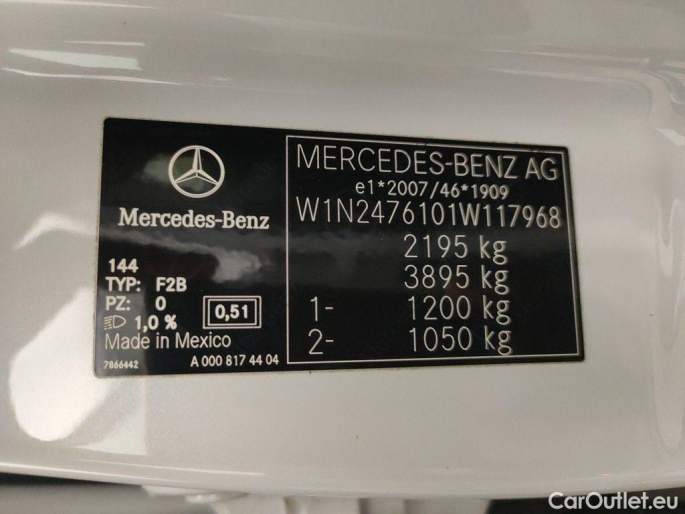 Mercedes-Benz
144
TYP: F2B
PZ: 0
1,0 %
0,51
Made in Mexico
7866442
A 000 817 44 04
MERCEDES-BENZ AG
e1*2007/46*1909
W1N2476101W117968
2195 kg
3895 kg
1- 1200 kg
2- 1050 kg
CarOutlet.eu